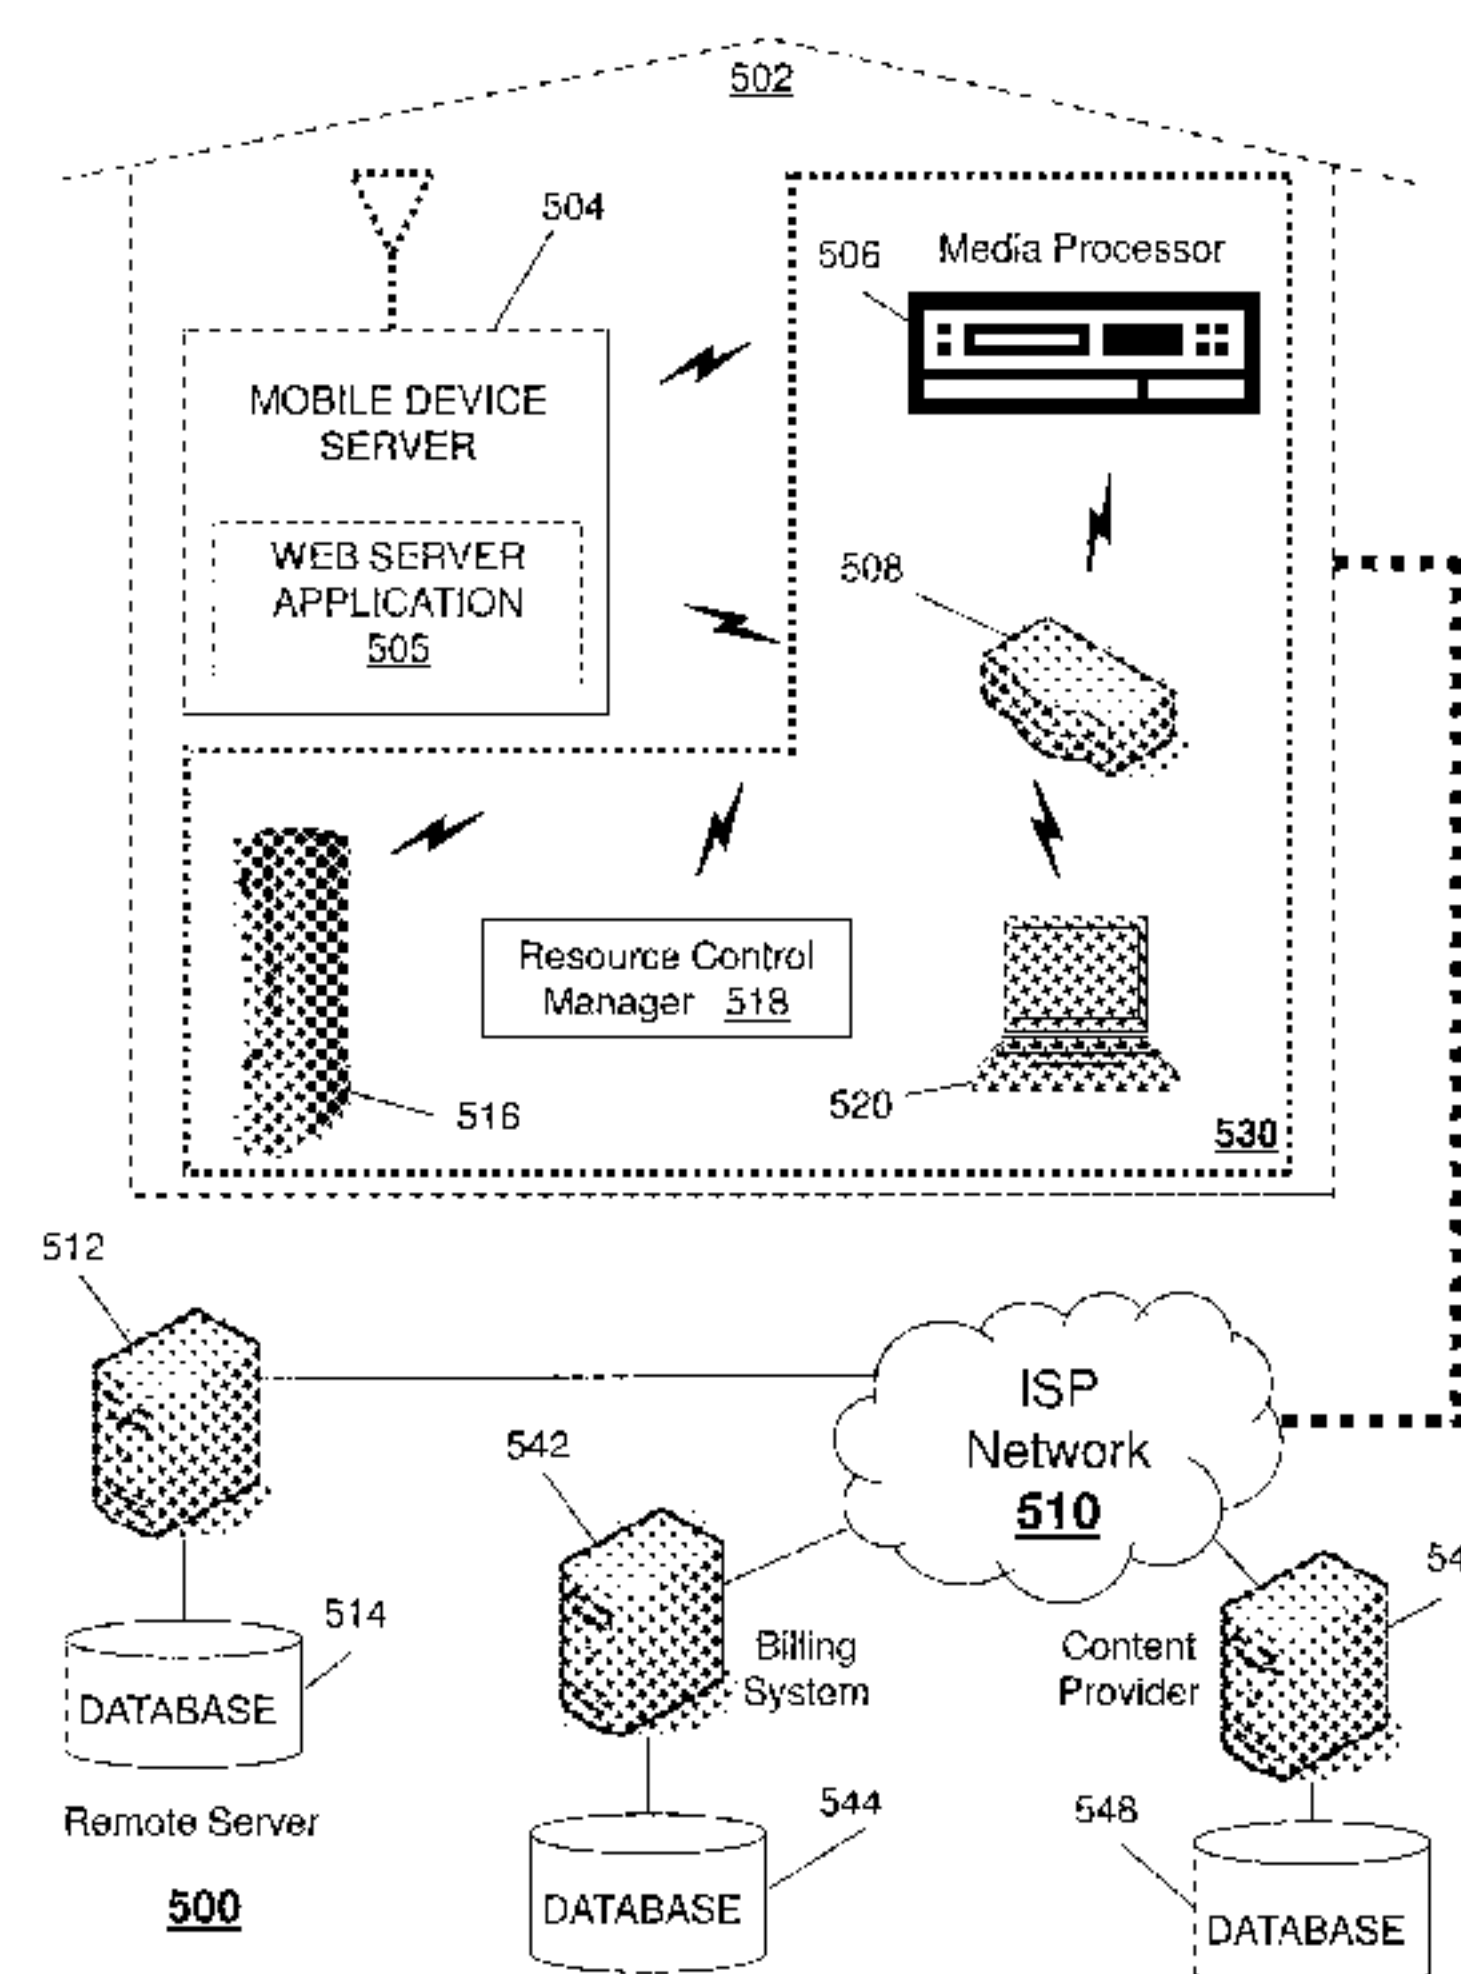 502
504
506
Media Processor
MOBILE DEVICE
SERVER
WEB SERVER
APPLICATION
505
508
Resource Control
Manager 518
516
520
530
512
ISP
Network
510
542
514
DATABASE
Billing
System
Content
Provider
Remote Server
544
548
500
DATABASE
DATABASE